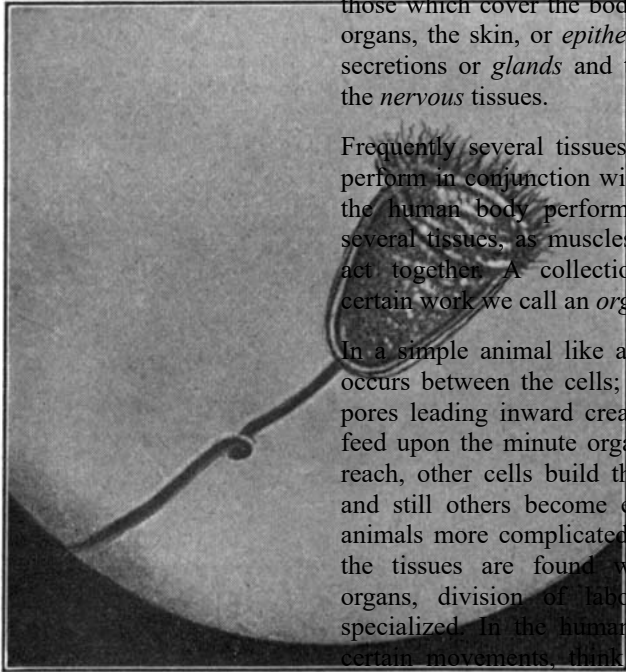 those which cover the bod
organs, the skin, or epithe
secretions or glands and t
the nervous tissues.
Frequently several tissues
perform in conjunction wi
the human body perform
several tissues, as muscles
act together. A collectio
certain work we call an org
In a simple animal like a
occurs between the cells;
pores leading inward crea
feed upon the minute orga
reach, other cells build th
and still others become e
animals more complicated
the tissues are found w
organs, division of labo
specialized. In the human
certain movements, think